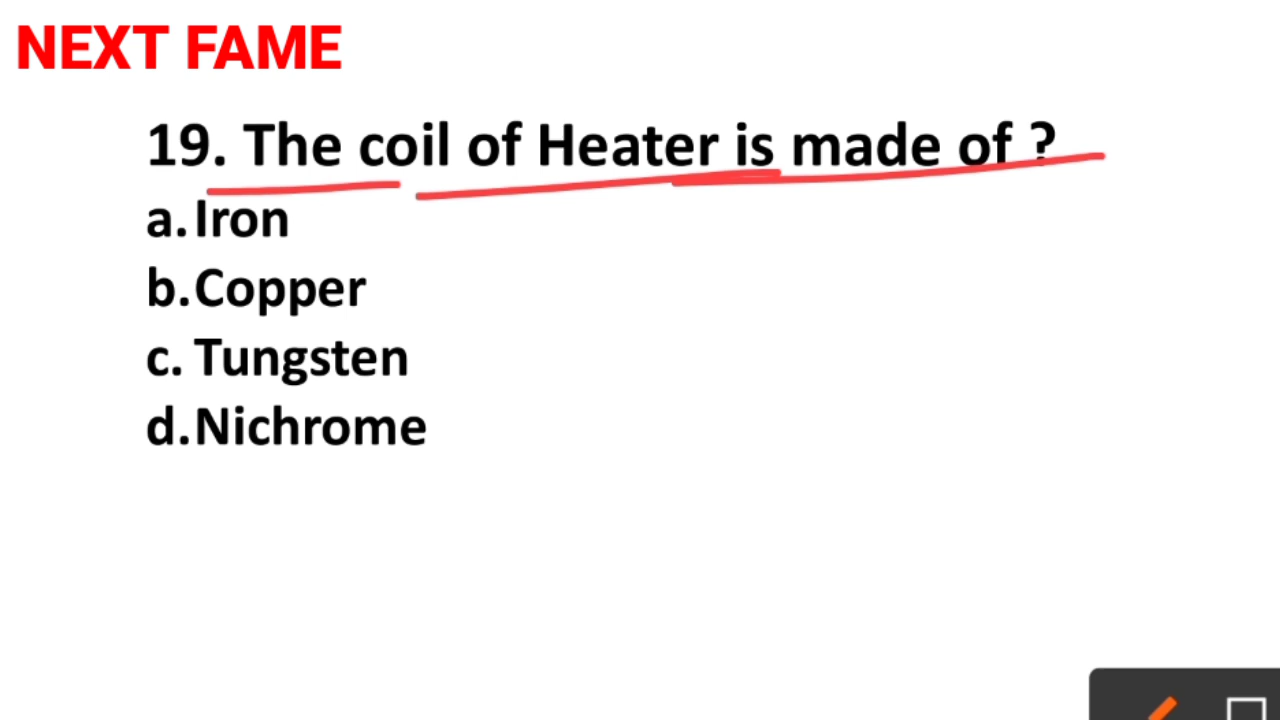 NEXT FAME
19. The coil of Heater is made of ?
a. Iron
b. Copper
c. Tungsten
d. Nichrome